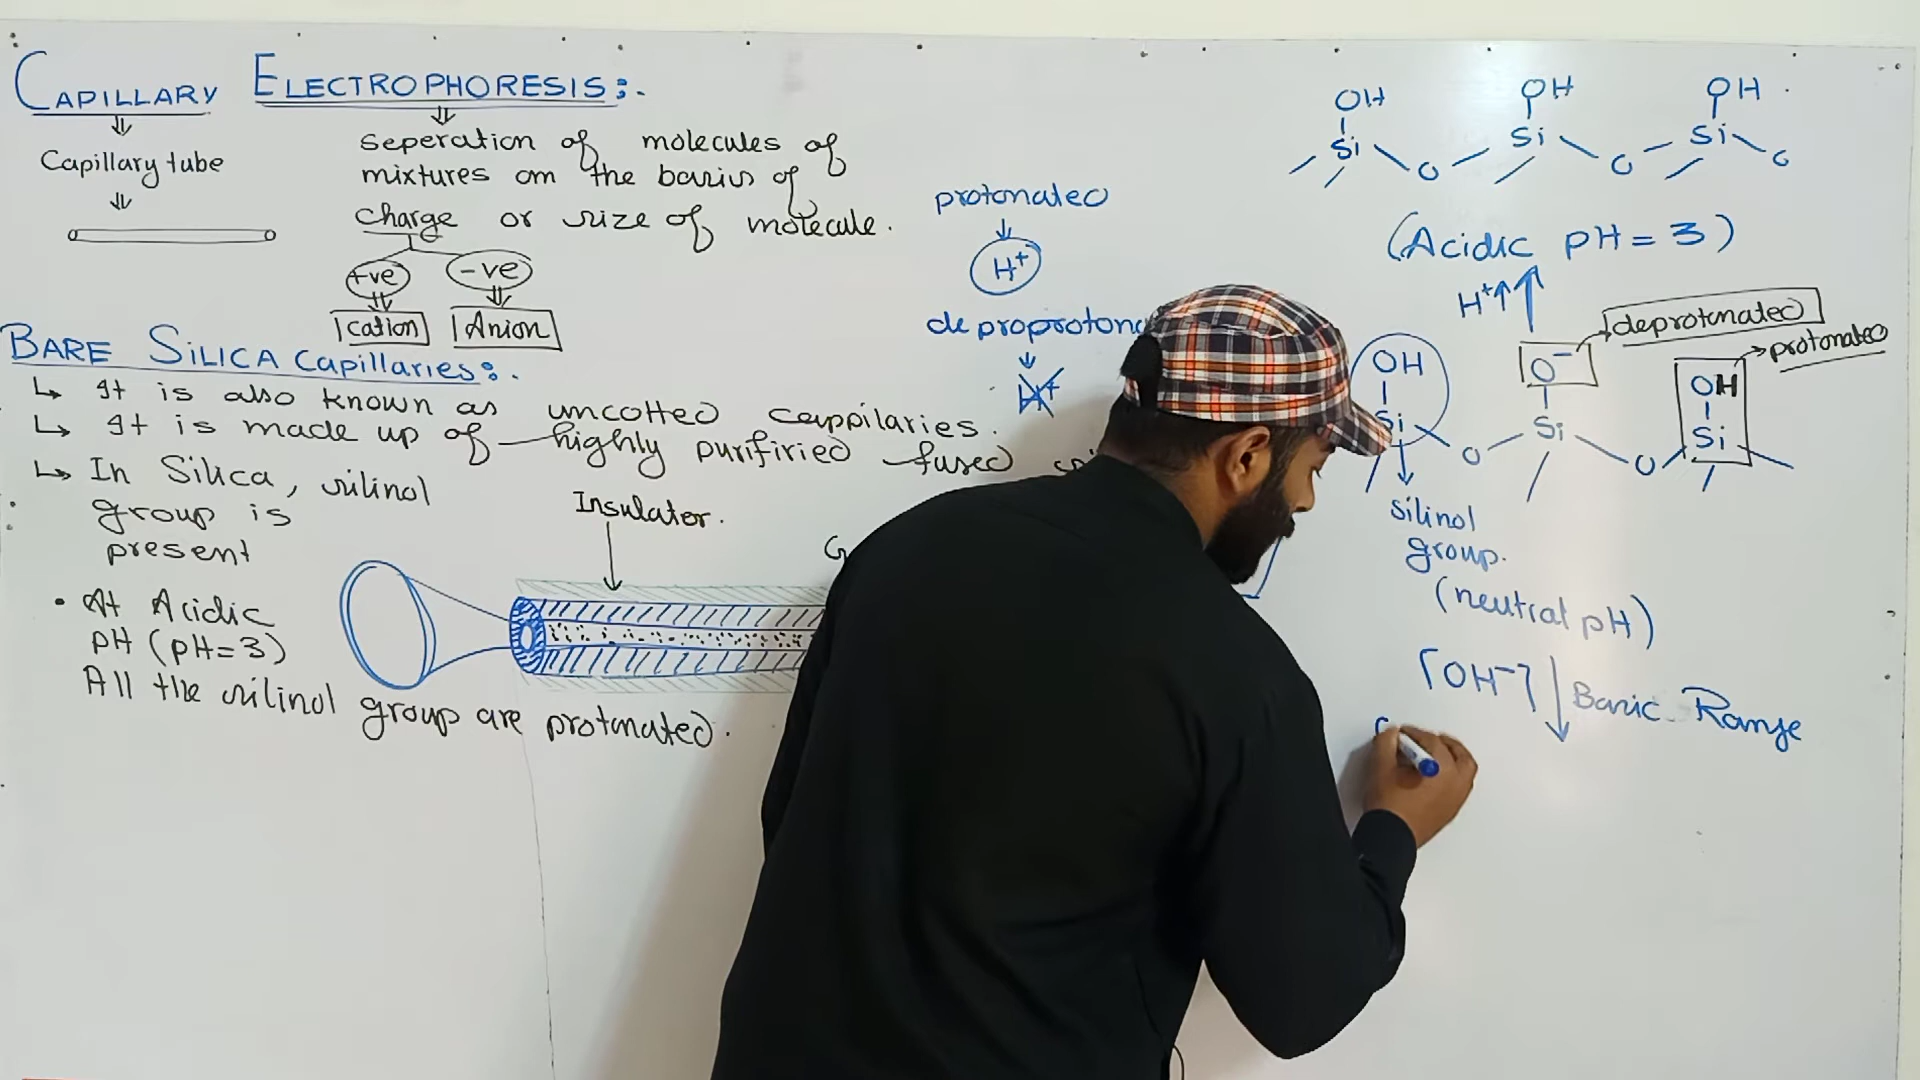 CAPILLARY ELECTROPHORESIS:-
Capillary tube
seperation of molecules of
mixtures on the basis of
charge or size of molecule.
+ve -ve
cation Anion
BARE SILICA Capillaries:-
It is also known as uncotted cappilaries.
It is made up of highly purifiried fused
In Silica, silinol
group is
present
Insulater.
• At Acidic
pH (pH=3)
All the silinol group are protonated.
protonated
H+
H+
OH OH OH
Si Si Si
O O O
(Acidic pH = 3)
H+↑
deprotonated
protonated
OH O- OH
Si Si Si
O O
silinol
group.
(neutral pH)
[OH-] Basic Range